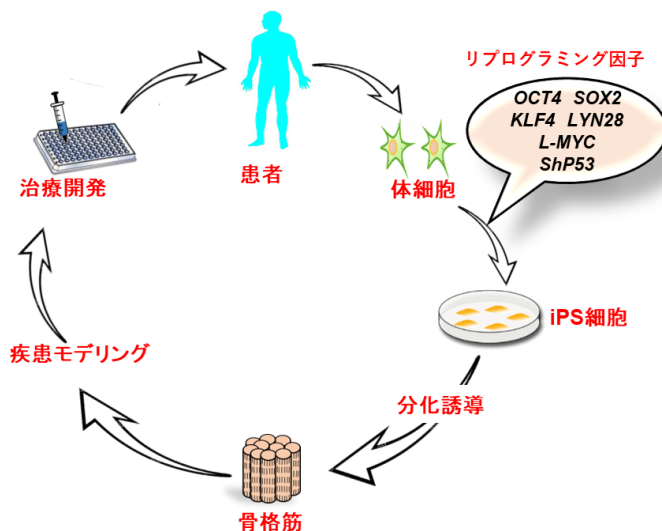 リプログラミング因子
OCT4 SOX2
KLF4 LYN28
L-MYC
ShP53
患者
体細胞
iPS細胞
分化誘導
骨格筋
疾患モデリング
治療開発